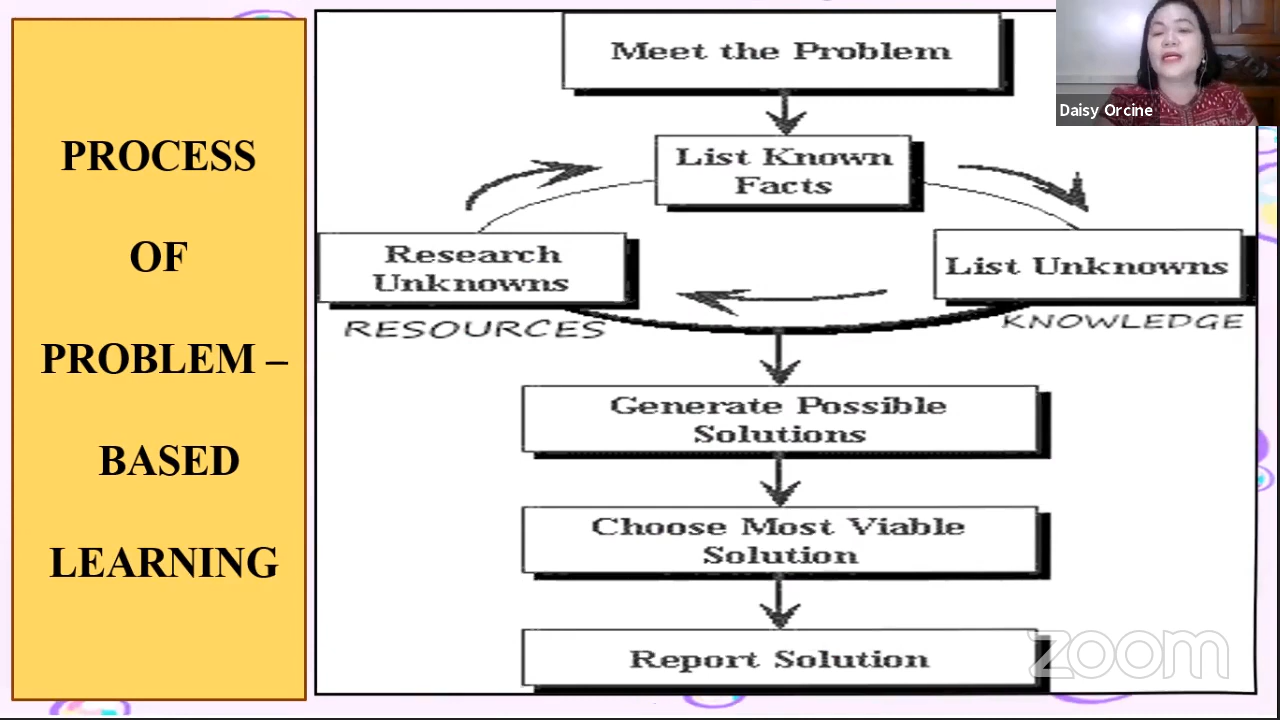 PROCESS
OF
PROBLEM –
BASED
LEARNING
Meet the Problem
List Known
Facts
Research
Unknowns
List Unknowns
RESOURCES
KNOWLEDGE
Generate Possible
Solutions
Choose Most Viable
Solution
Report Solution
Daisy Orcine
zoom